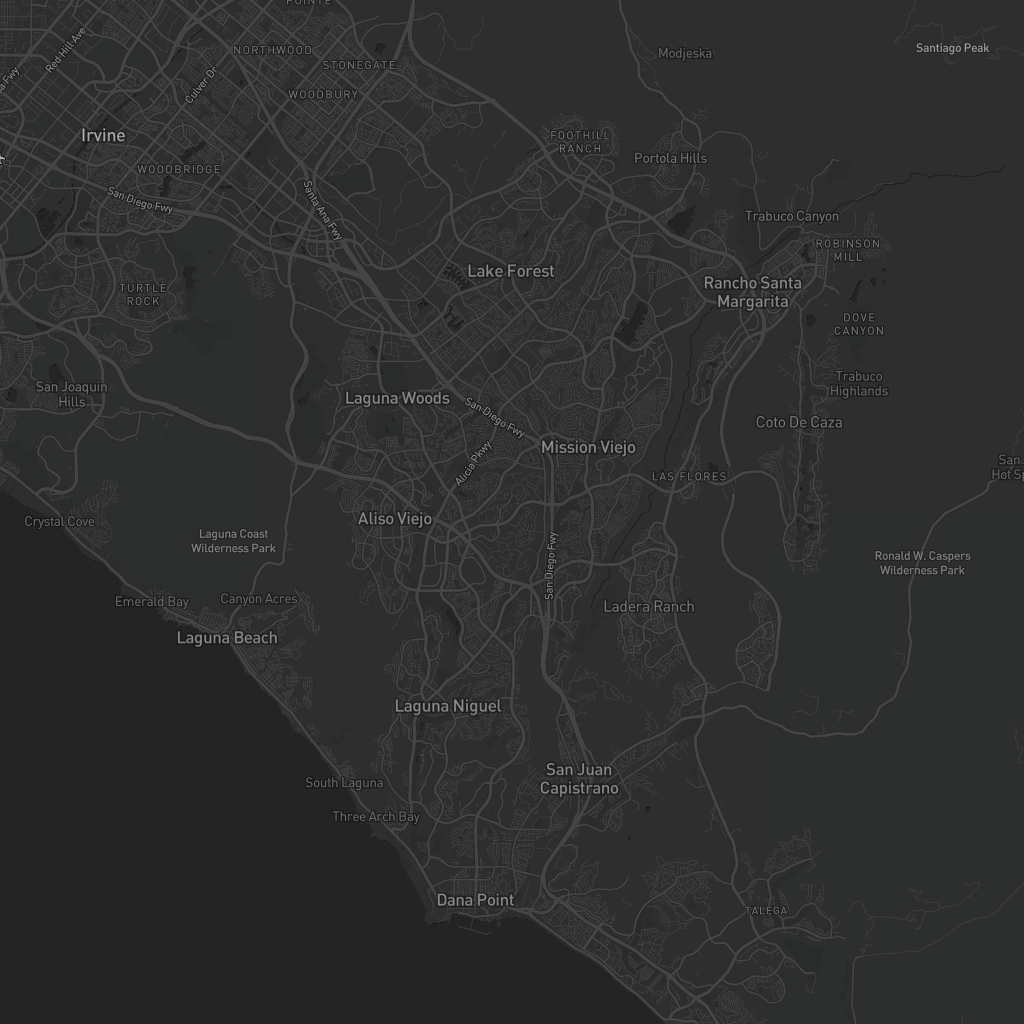 POINTE
Red Hill Ave
NORTHWOOD
STONEGATE
Modjeska
Santiago Peak
Culver Dr
WOODBURY
a Fwy
Irvine
FOOTHILL
RANCH
Portola Hills
WOODBRIDGE
San Diego Fwy
Santa Ana Fwy
Trabuco Canyon
ROBINSON
MILL
Lake Forest
Rancho Santa
Margarita
TURTLE
ROCK
DOVE
CANYON
San Joaquin
Hills
Laguna Woods
San Diego Fwy
Trabuco
Highlands
Coto De Caza
Mission Viejo
Alicia Pkwy
LAS FLORES
San
Hot Sp
Crystal Cove
Aliso Viejo
Laguna Coast
Wilderness Park
San Diego Fwy
Ronald W. Caspers
Wilderness Park
Emerald Bay
Canyon Acres
Ladera Ranch
Laguna Beach
Laguna Niguel
San Juan
Capistrano
South Laguna
Three Arch Bay
Dana Point
TALEGA